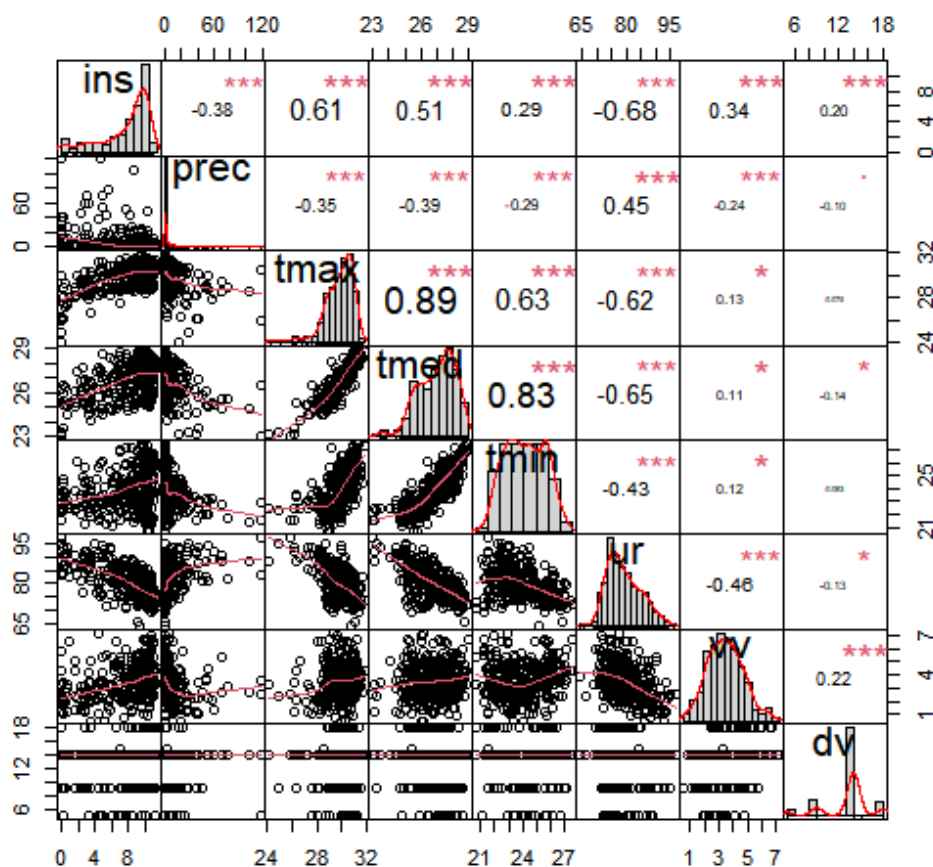 0 60 120 23 26 29 65 80 95 6 12 18
ins *** -0.38 *** 0.61 *** 0.51 *** 0.29 *** -0.68 *** 0.34 *** 0.20 0 4 8
0 60 prec *** -0.35 *** -0.39 *** -0.29 *** 0.45 *** -0.24 . -0.10
tmax *** 0.89 *** 0.63 *** -0.62 * 0.13 24 28 32
23 26 29 tmed *** 0.83 *** -0.65 * 0.11 * -0.14
tmin *** -0.43 * 0.12 21 25
65 80 95 ur *** -0.46 * -0.13
vv *** 0.22 1 4 7
6 12 18 dv
0 4 8 24 28 32 21 24 27 1 3 5 7